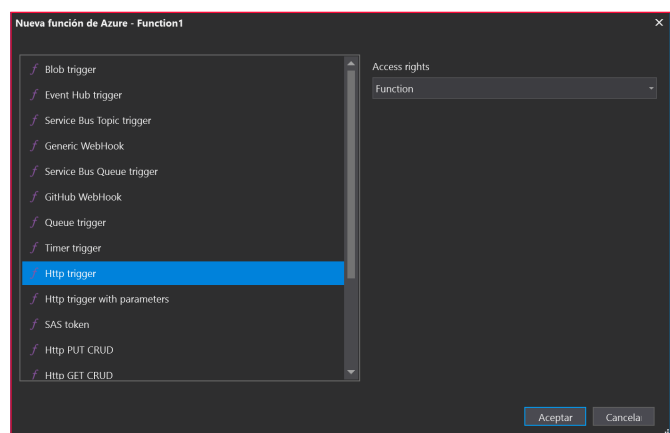 Nueva función de Azure - Function1
Blob trigger
Event Hub trigger
Service Bus Topic trigger
Generic WebHook
Service Bus Queue trigger
GitHub WebHook
Queue trigger
Timer trigger
Http trigger
Http trigger with parameters
SAS token
Http PUT CRUD
Http GET CRUD
Access rights
Function
Aceptar
Cancelar